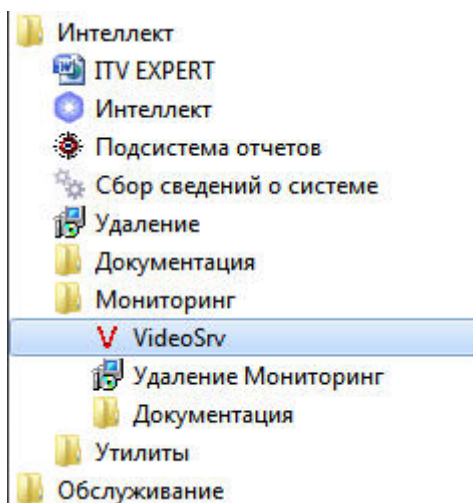 Интеллект
ITV EXPERT
Интеллект
Подсистема отчетов
Сбор сведений о системе
Удаление
Документация
Мониторинг
V VideoSrv
Удаление Мониторинг
Документация
Утилиты
Обслуживание